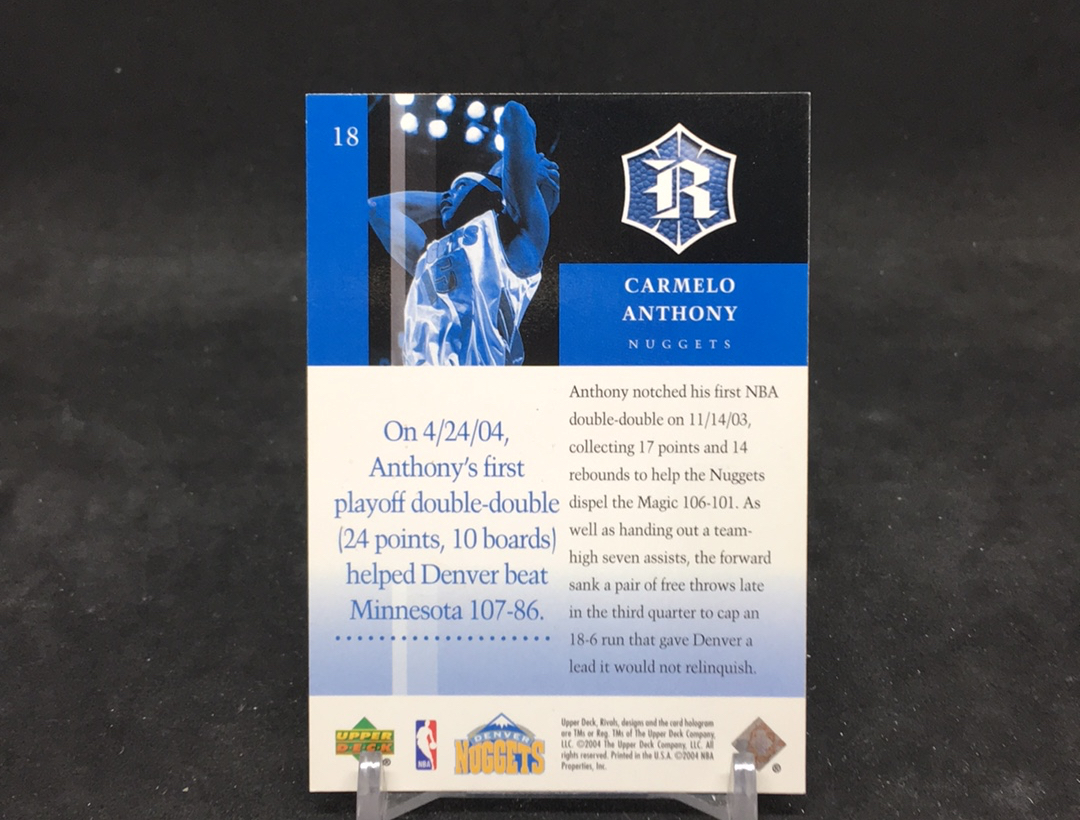 18
R
CARMELO
ANTHONY
NUGGETS
On 4/24/04,
Anthony's first
playoff double-double
(24 points, 10 boards)
helped Denver beat
Minnesota 107-86.
Anthony notched his first NBA
double-double on 11/14/03,
collecting 17 points and 14
rebounds to help the Nuggets
dispel the Magic 106-101. As
well as handing out a team-
high seven assists, the forward
sank a pair of free throws late
in the third quarter to cap an
18-6 run that gave Denver a
lead it would not relinquish.
UPPER
DECK
®
NBA
DENVER
NUGGETS
Upper Deck, Rivals, designs and the card hologram
are TMs or Reg. TMs of The Upper Deck Company,
LLC. ©2004 The Upper Deck Company, LLC. All
rights reserved. Printed in the U.S.A. ©2004 NBA
Properties, Inc.
®